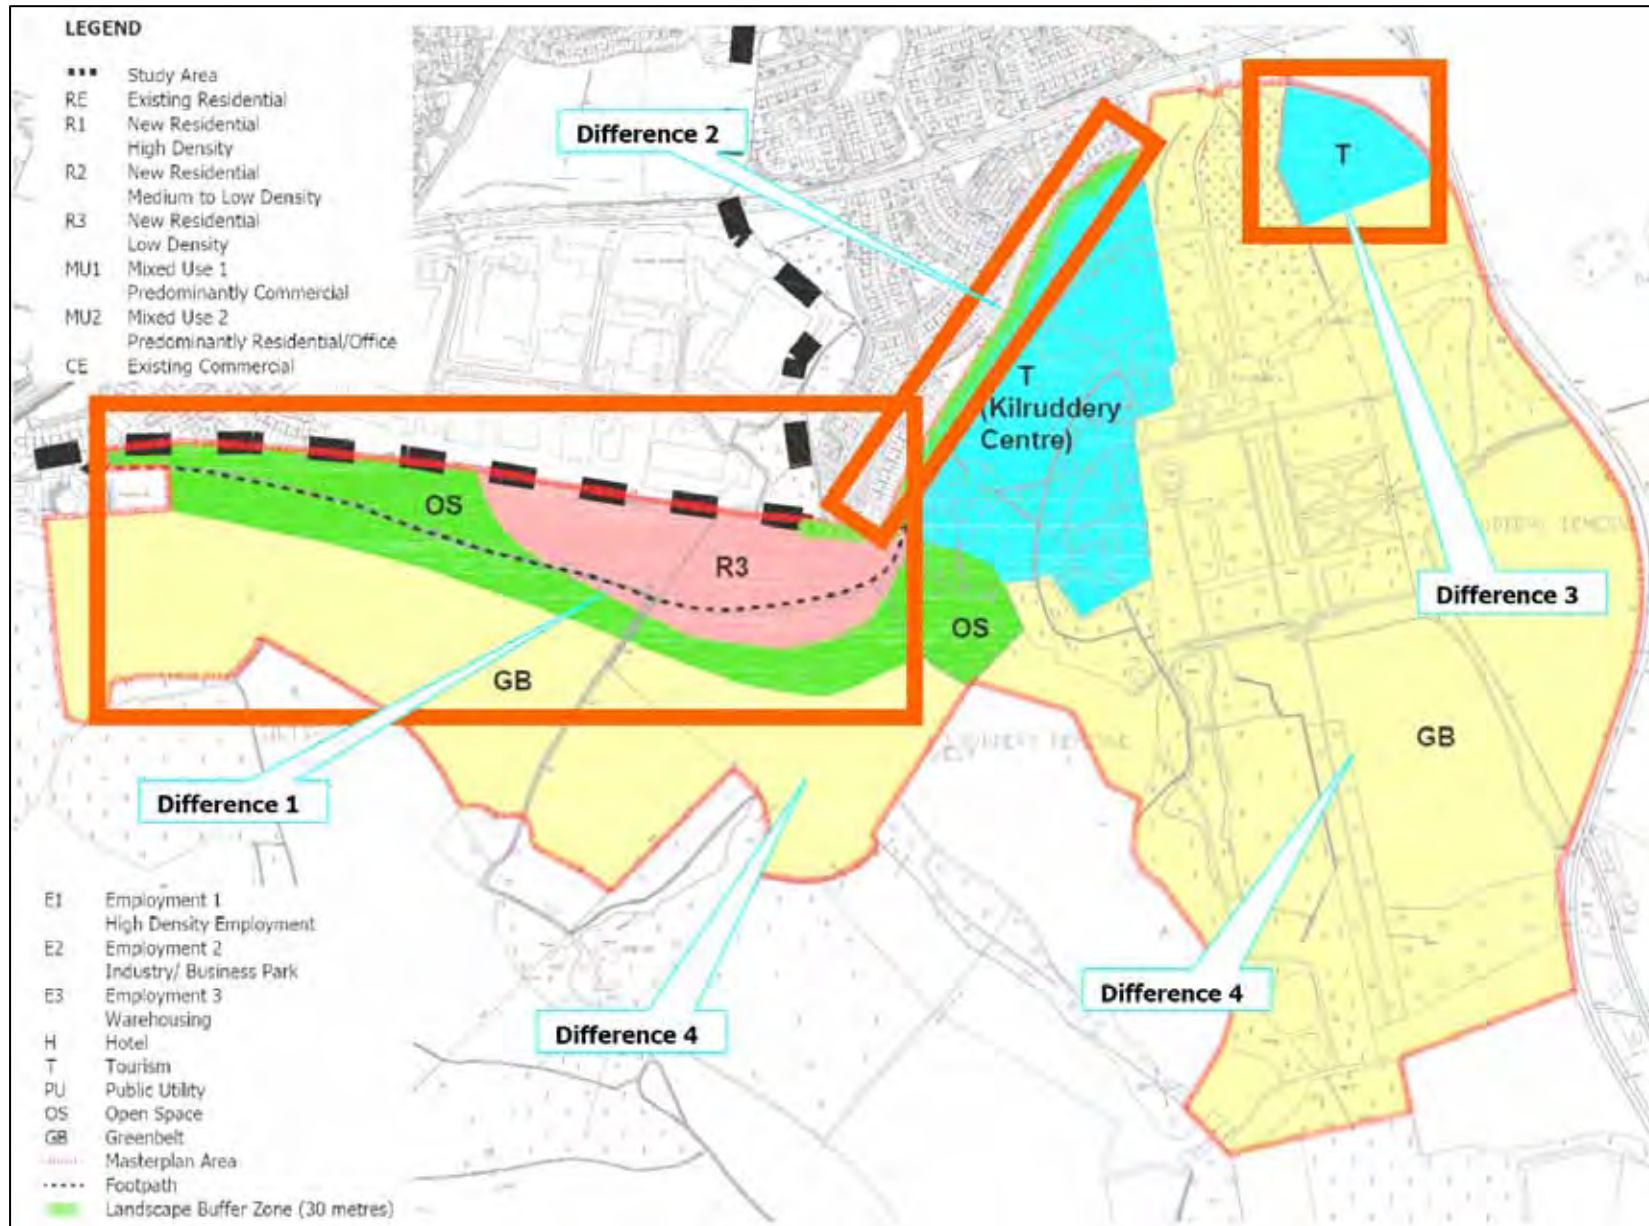 LEGEND
Study Area
RE Existing Residential
R1 New Residential
High Density
R2 New Residential
Medium to Low Density
R3 New Residential
Low Density
MU1 Mixed Use 1
Predominantly Commercial
MU2 Mixed Use 2
Predominantly Residential/Office
CE Existing Commercial
Difference 2
T
T
(Kilruddery
Centre)
OS
R3
Difference 3
OS
GB
GB
Difference 1
Difference 4
Difference 4
E1 Employment 1
High Density Employment
E2 Employment 2
Industry/ Business Park
E3 Employment 3
Warehousing
H Hotel
T Tourism
PU Public Utility
OS Open Space
GB Greenbelt
Masterplan Area
Footpath
Landscape Buffer Zone (30 metres)